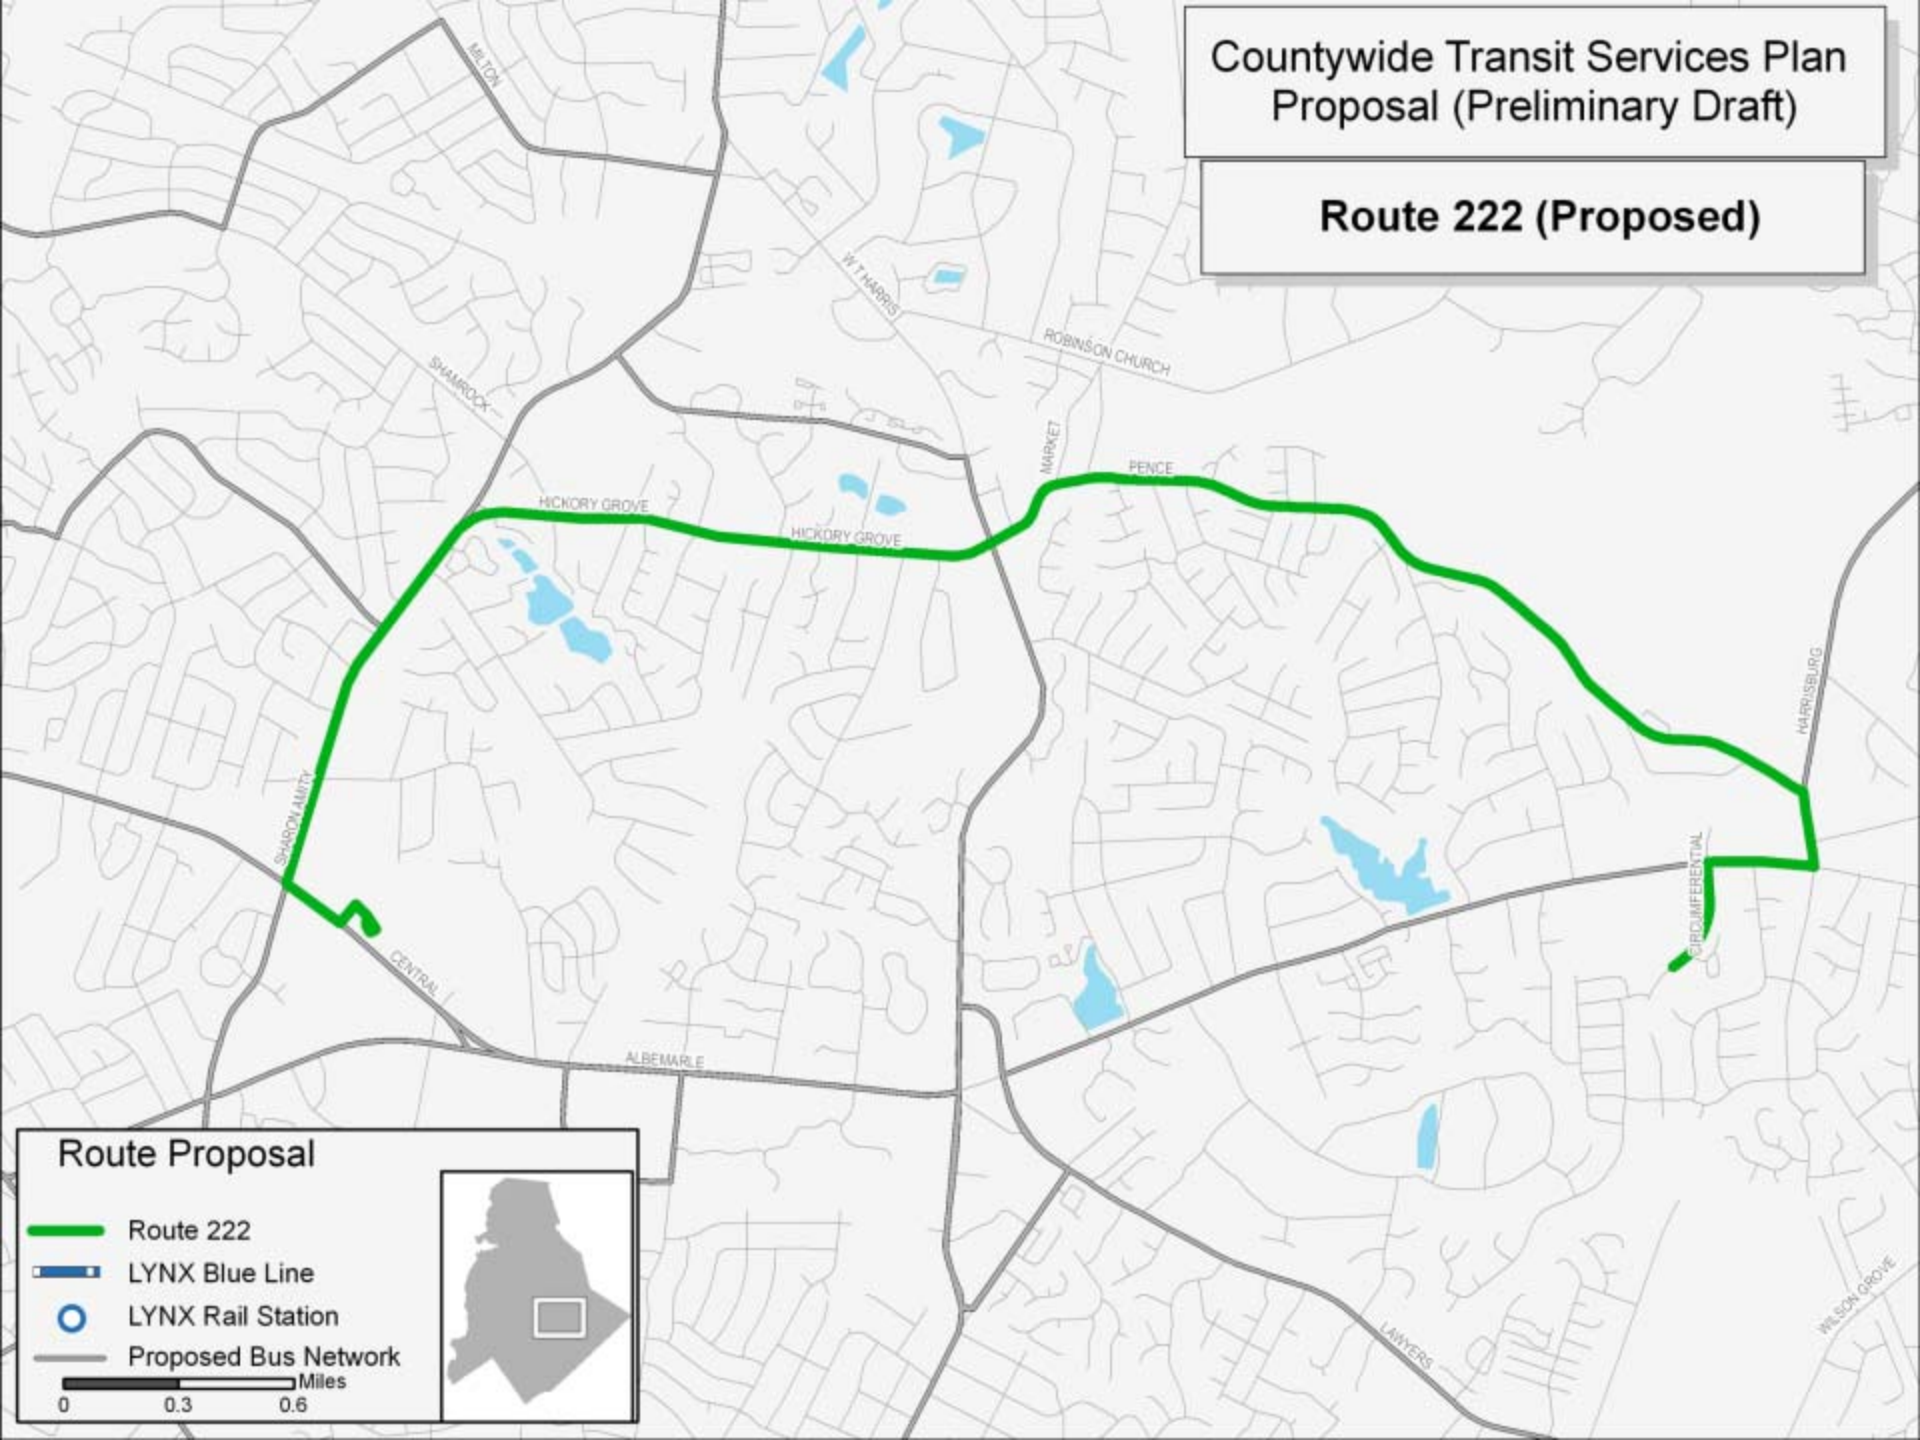 Countywide Transit Services Plan
Proposal (Preliminary Draft)
Route 222 (Proposed)
MILTON
W T HARRIS
ROBINSON CHURCH
SHAMROCK
MARKET
PENCE
HICKORY GROVE
HICKORY GROVE
HARRISBURG
SHARON AMITY
CIRCUMFERENTIAL
CENTRAL
ALBEMARLE
WILSON GROVE
LAWYERS
Route Proposal
Route 222
LYNX Blue Line
LYNX Rail Station
Proposed Bus Network
Miles
0 0.3 0.6